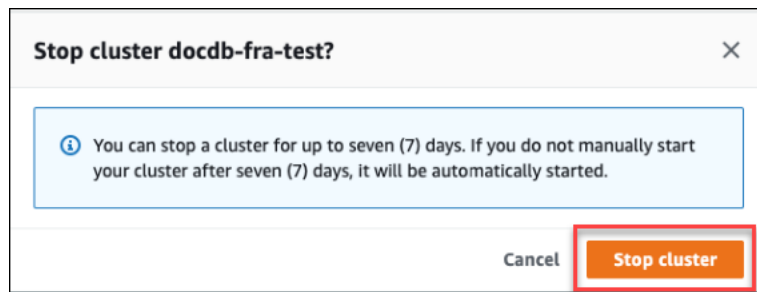 Stop cluster docdb-fra-test?
You can stop a cluster for up to seven (7) days. If you do not manually start
your cluster after seven (7) days, it will be automatically started.
Cancel
Stop cluster